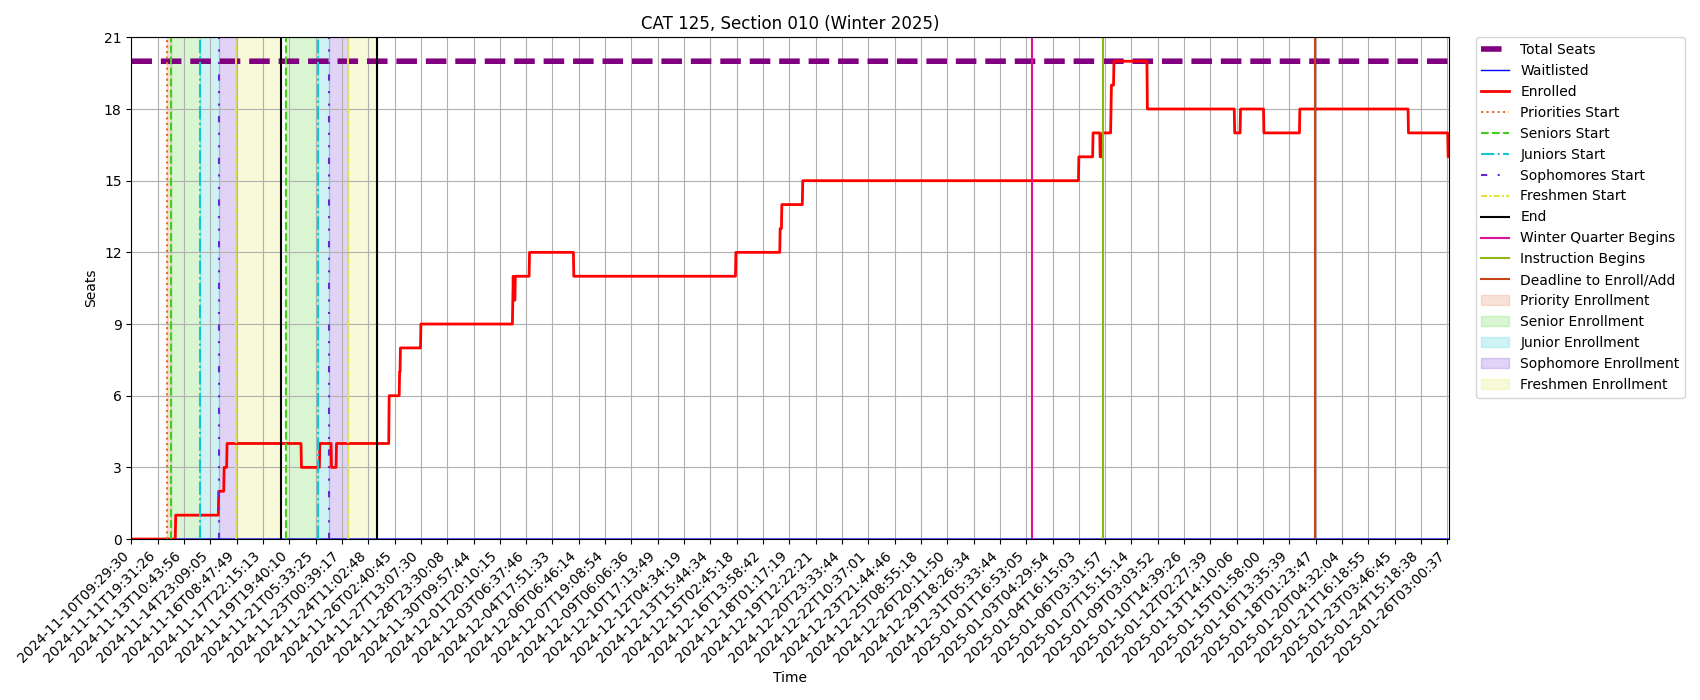 CAT 125, Section 010 (Winter 2025)
Seats
21
18
15
12
9
6
3
0
2024-11-10T09:29:30
2024-11-11T19:31:26
2024-11-13T10:43:56
2024-11-14T23:09:05
2024-11-16T08:47:49
2024-11-17T22:15:13
2024-11-19T19:40:10
2024-11-21T05:33:25
2024-11-23T00:39:17
2024-11-24T11:02:48
2024-11-26T02:40:45
2024-11-27T13:07:30
2024-11-28T23:30:08
2024-11-30T09:57:44
2024-12-01T20:10:15
2024-12-03T06:37:46
2024-12-04T17:51:33
2024-12-06T06:46:14
2024-12-07T19:08:54
2024-12-09T06:06:36
2024-12-10T17:13:49
2024-12-12T04:34:19
2024-12-13T15:44:34
2024-12-15T02:45:18
2024-12-16T13:58:42
2024-12-18T01:17:19
2024-12-19T12:22:21
2024-12-20T23:33:44
2024-12-22T10:37:01
2024-12-23T21:44:46
2024-12-25T08:55:18
2024-12-26T20:11:50
2024-12-29T18:26:34
2024-12-31T05:33:44
2025-01-01T16:53:05
2025-01-03T04:29:54
2025-01-04T16:15:03
2025-01-06T03:31:57
2025-01-07T15:15:14
2025-01-09T03:03:52
2025-01-10T14:39:26
2025-01-12T02:27:39
2025-01-13T14:10:06
2025-01-15T01:58:00
2025-01-16T13:35:39
2025-01-18T01:23:47
2025-01-20T04:32:04
2025-01-21T16:18:55
2025-01-23T03:46:45
2025-01-24T15:18:38
2025-01-26T03:00:37
Time
Total Seats
Waitlisted
Enrolled
Priorities Start
Seniors Start
Juniors Start
Sophomores Start
Freshmen Start
End
Winter Quarter Begins
Instruction Begins
Deadline to Enroll/Add
Priority Enrollment
Senior Enrollment
Junior Enrollment
Sophomore Enrollment
Freshmen Enrollment